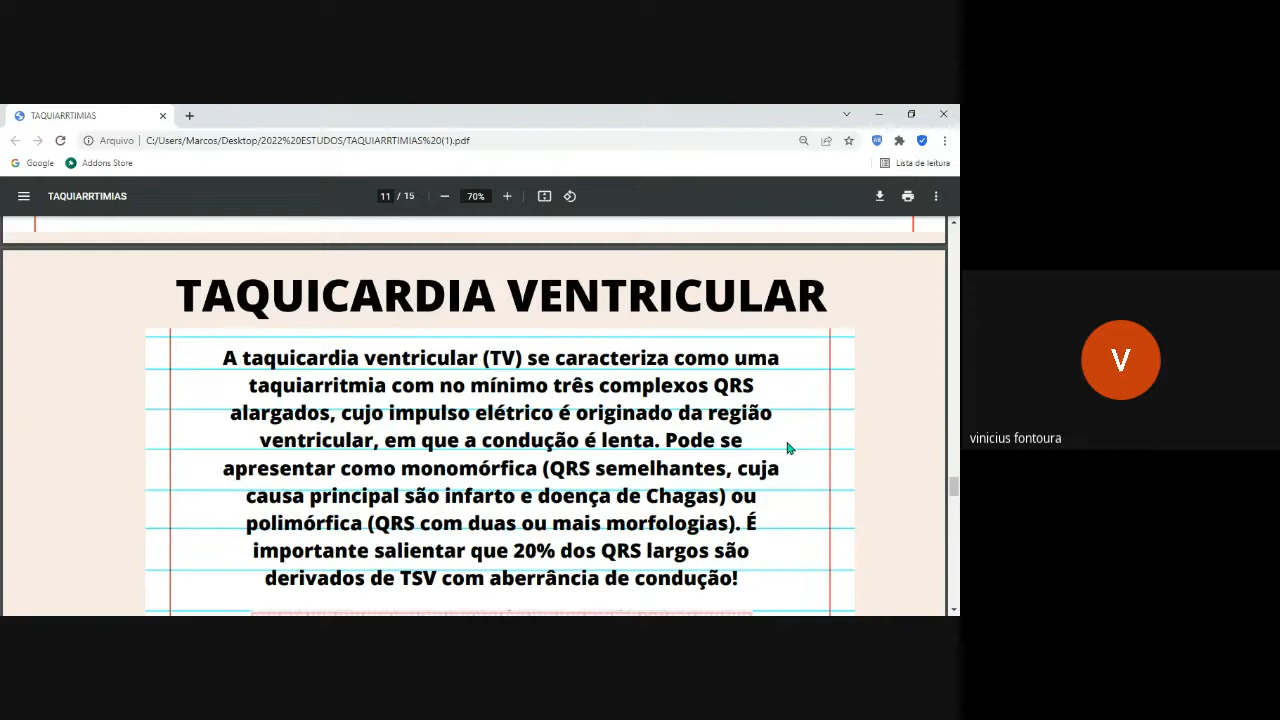 TAQUIARRTIMIAS
Arquivo C:/Users/Marcos/Desktop/2022%20ESTUDOS/TAQUIARRTIMIAS%20(1).pdf
Google Addons Store Lista de leitura
TAQUIARRTIMIAS 11 / 15 70%
TAQUICARDIA VENTRICULAR
A taquicardia ventricular (TV) se caracteriza como uma
taquiarritmia com no mínimo três complexos QRS
alargados, cujo impulso elétrico é originado da região
ventricular, em que a condução é lenta. Pode se
apresentar como monomórfica (QRS semelhantes, cuja
causa principal são infarto e doença de Chagas) ou
polimórfica (QRS com duas ou mais morfologias). É
importante salientar que 20% dos QRS largos são
derivados de TSV com aberrância de condução!
V
vinicius fontoura